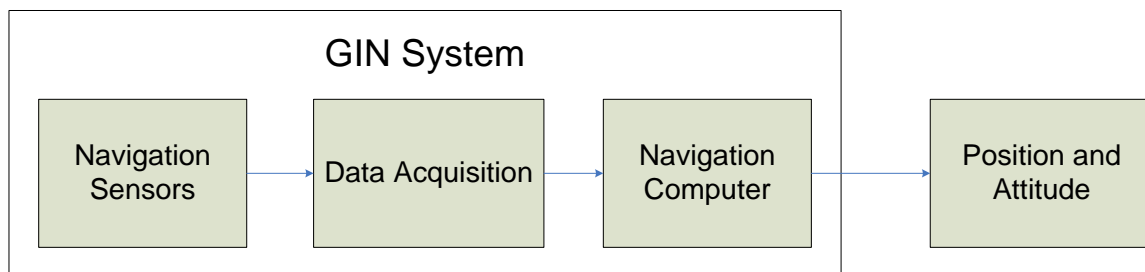 GIN System
Navigation
Sensors
Data Acquisition
Navigation
Computer
Position and
Attitude